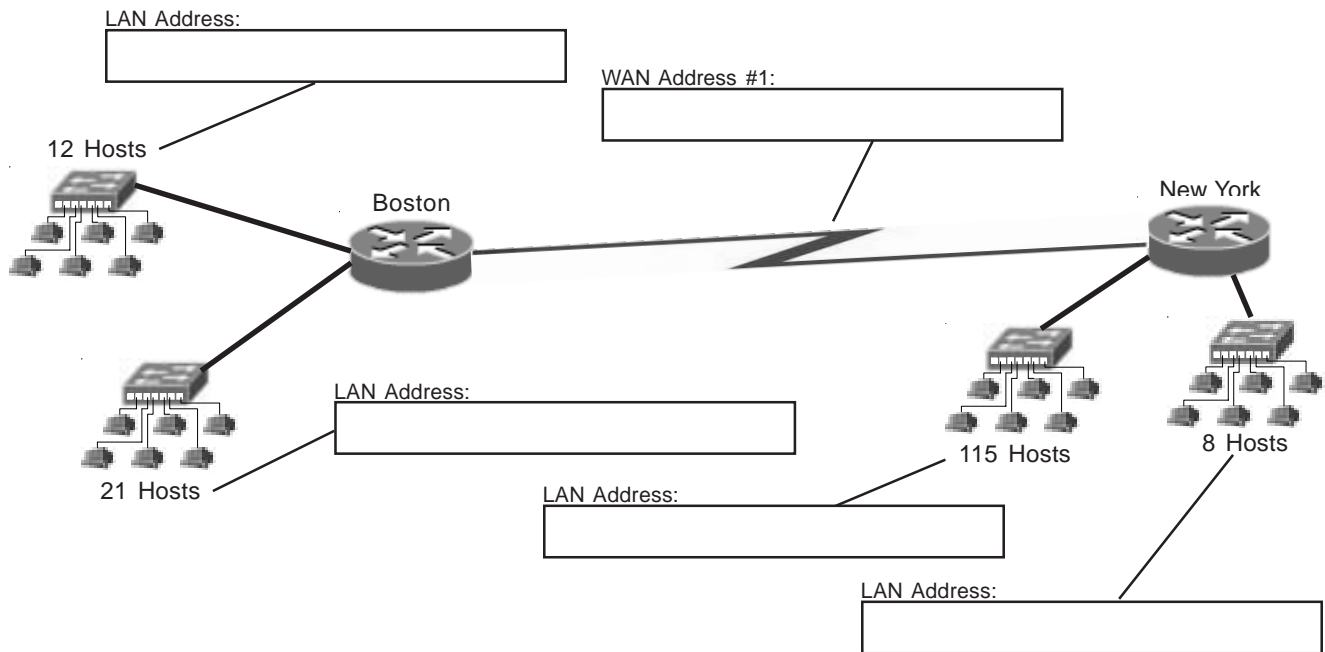 LAN Address:
WAN Address #1:
12 Hosts
Boston
New York
LAN Address:
21 Hosts
115 Hosts
8 Hosts
LAN Address:
LAN Address: